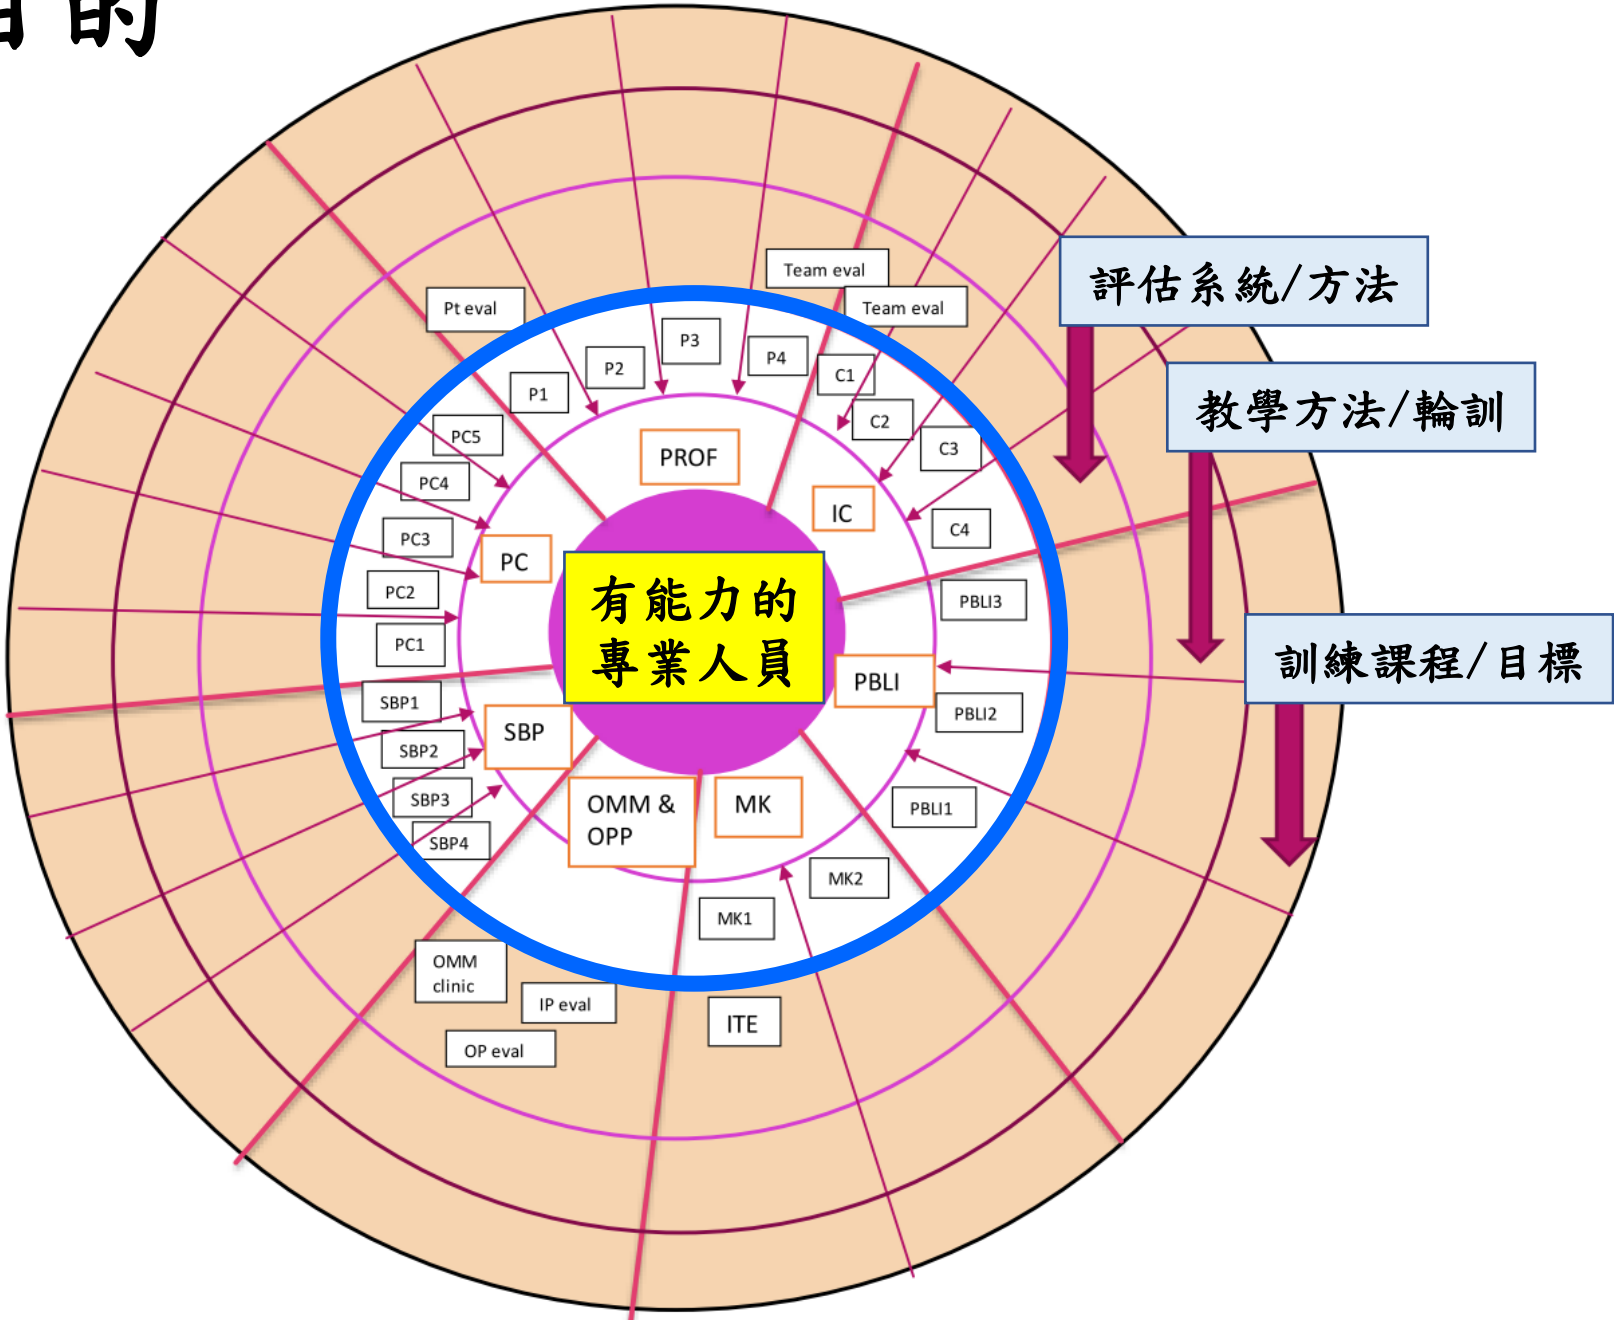 目的
評估系統/方法
教學方法/輪訓
訓練課程/目標
Team eval
Team eval
Pt eval
P1
P2
P3
P4
C1
C2
C3
C4
PC5
PC4
PC3
PC2
PC1
PROF
IC
PC
有能力的
專業人員
PBLI3
PBLI
PBLI2
PBLI1
SBP1
SBP2
SBP3
SBP4
SBP
OMM &
OPP
MK
MK2
MK1
OMM
clinic
IP eval
OP eval
ITE